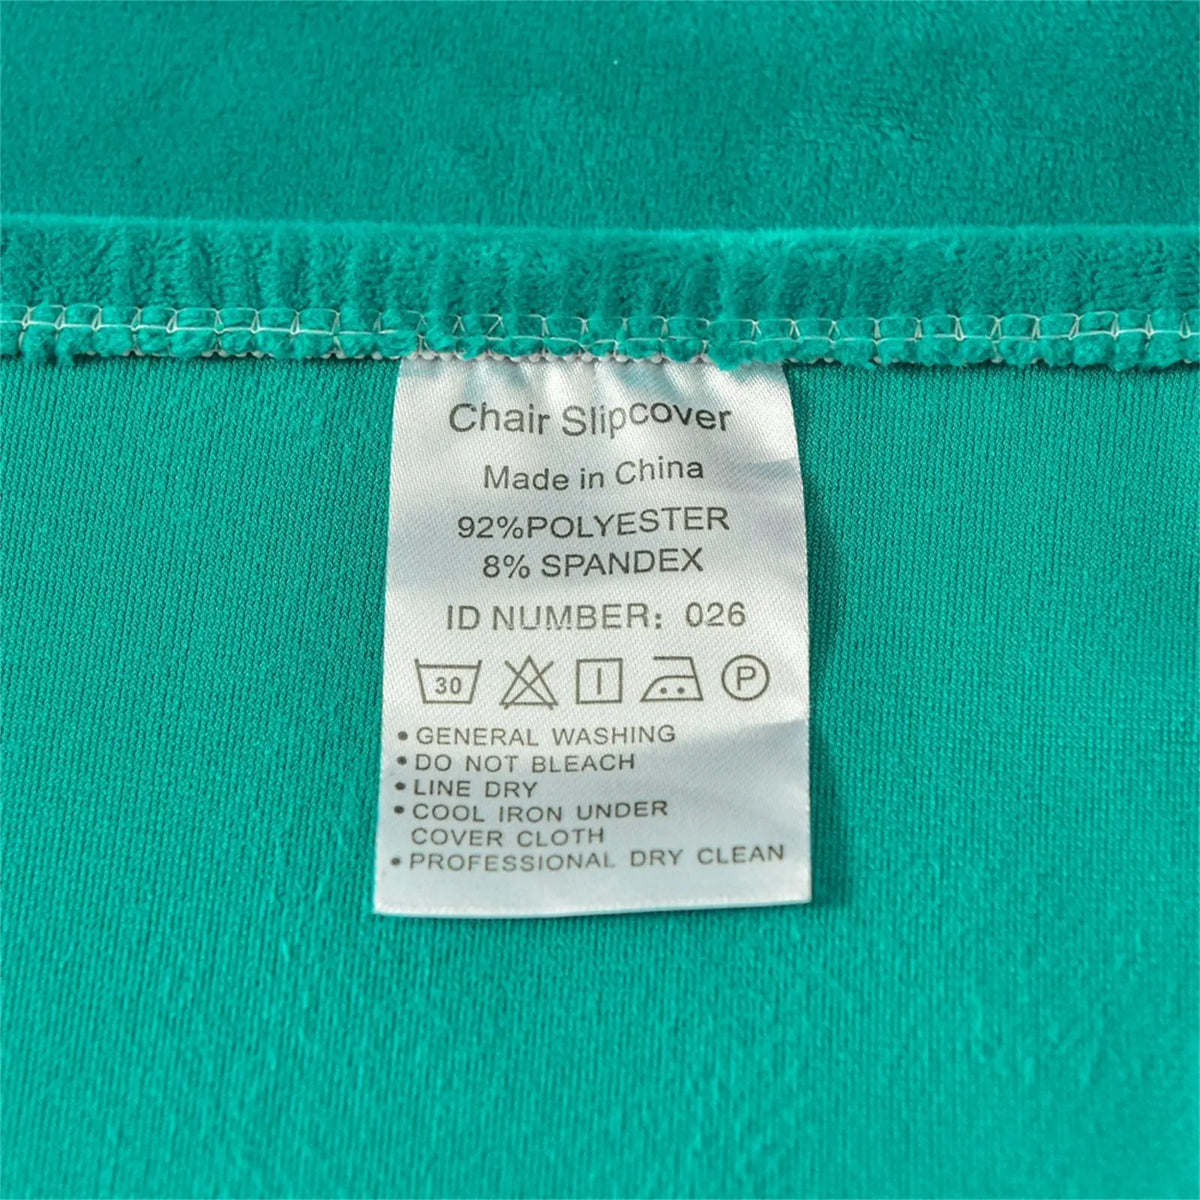 Chair Slipcover
Made in China
92%POLYESTER
8% SPANDEX
ID NUMBER: 026
30 P
• GENERAL WASHING
• DO NOT BLEACH
• LINE DRY
• COOL IRON UNDER
COVER CLOTH
• PROFESSIONAL DRY CLEAN